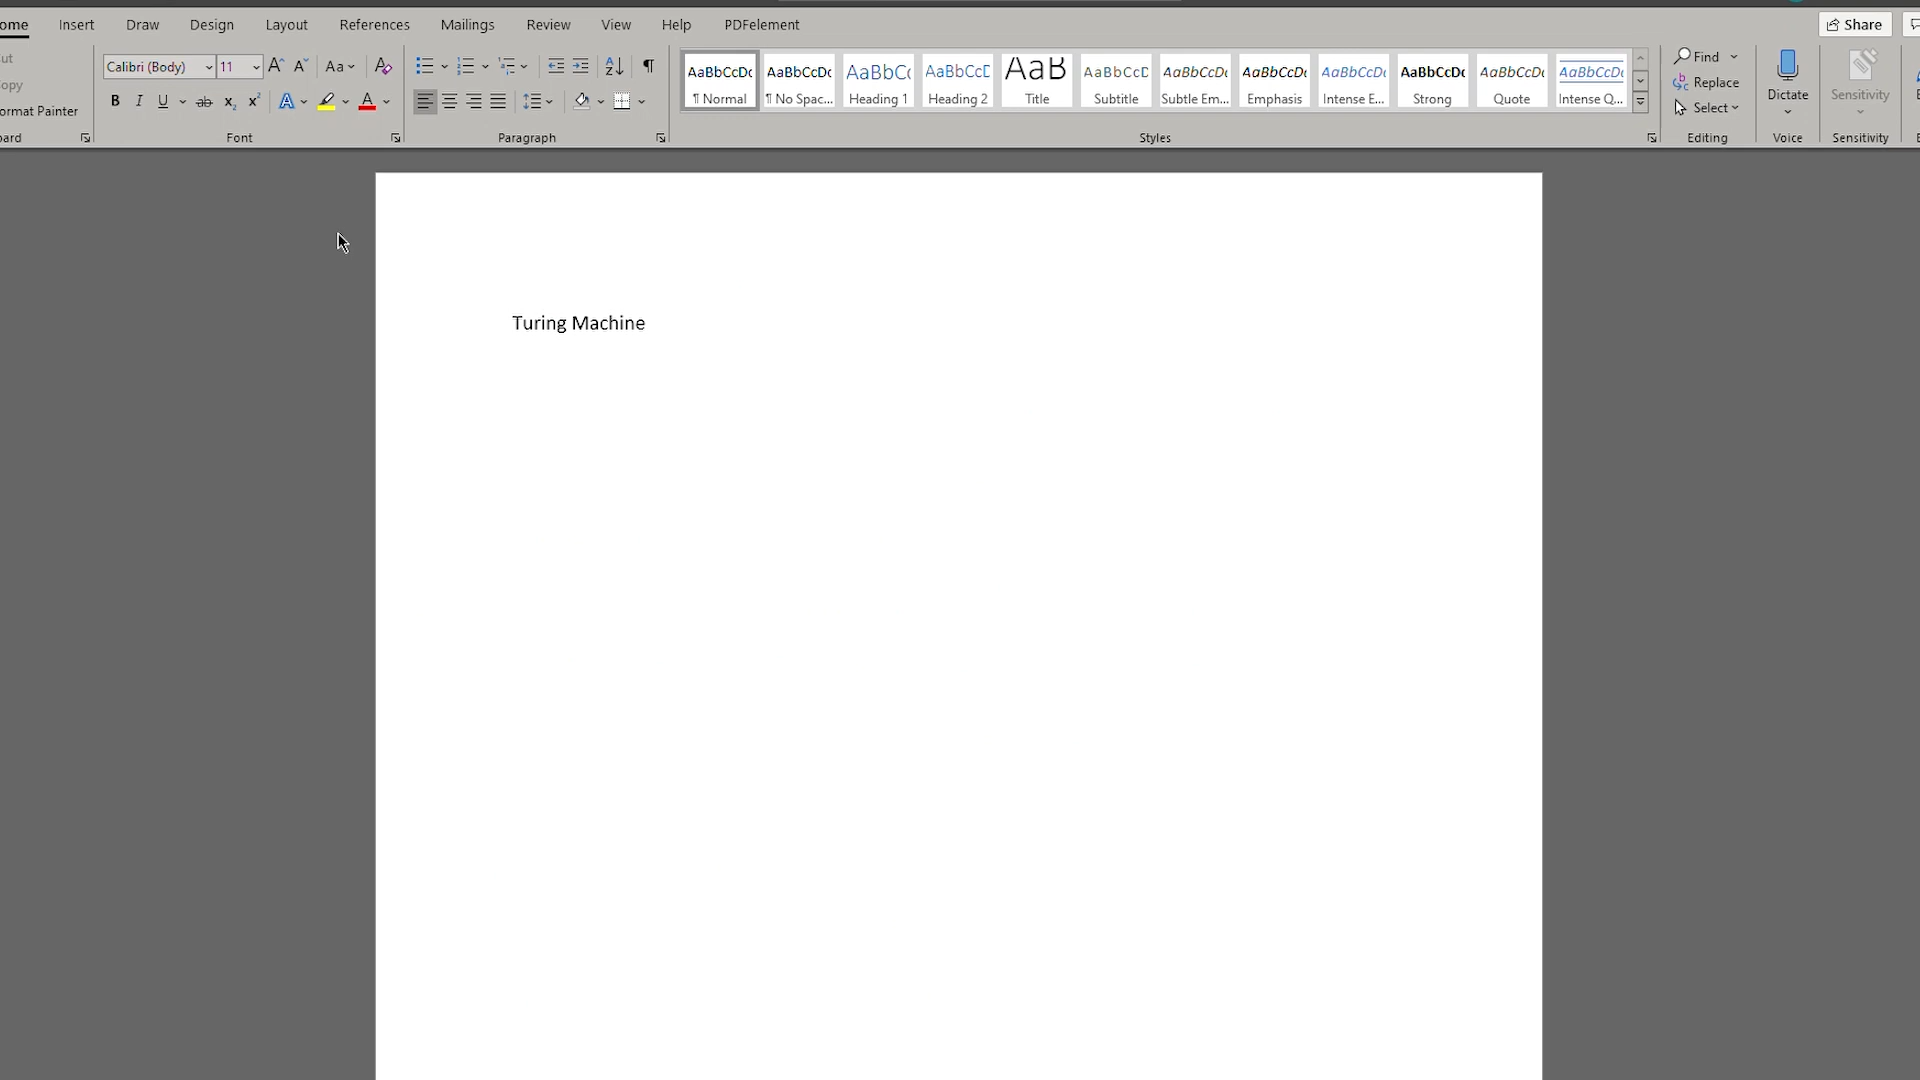 ome Insert Draw Design Layout References Mailings Review View Help PDFelement Share
ut
opy
ormat Painter
oard
Calibri (Body) 11
Font
Paragraph
AaBbCcDc AaBbCcDc AaBbCc AaBbCcD AaB AaBbCcD AaBbCcDc AaBbCcDc AaBbCcDc AaBbCcDc AaBbCcDc AaBbCcDc
¶ Normal ¶ No Spac... Heading 1 Heading 2 Title Subtitle Subtle Em... Emphasis Intense E... Strong Quote Intense Q...
Styles
Find
Replace
Select
Editing
Dictate
Voice
Sensitivity
Sensitivity
Turing Machine